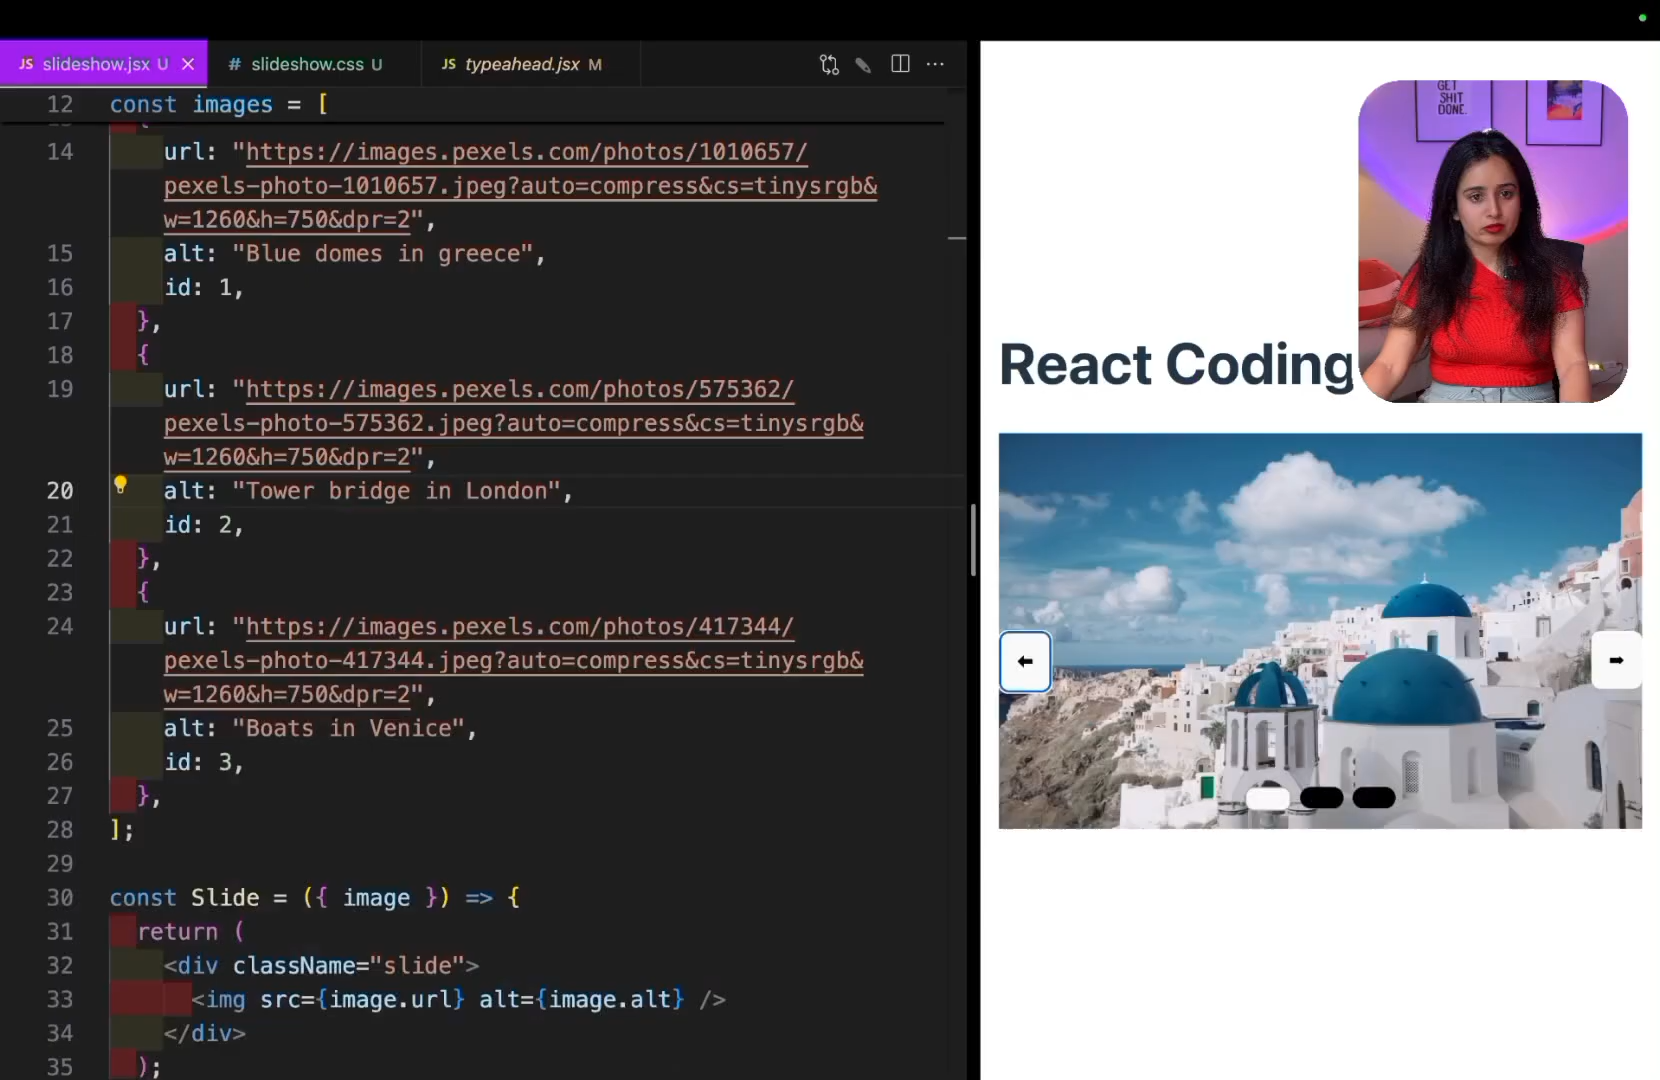 JS slideshow.jsx U
# slideshow.css U
JS typeahead.jsx M
12 const images = [
14 url: "https://images.pexels.com/photos/1010657/
pexels-photo-1010657.jpeg?auto=compress&cs=tinysrgb&
w=1260&h=750&dpr=2",
15 alt: "Blue domes in greece",
16 id: 1,
17 },
18 {
19 url: "https://images.pexels.com/photos/575362/
pexels-photo-575362.jpeg?auto=compress&cs=tinysrgb&
w=1260&h=750&dpr=2",
20 alt: "Tower bridge in London",
21 id: 2,
22 },
23 {
24 url: "https://images.pexels.com/photos/417344/
pexels-photo-417344.jpeg?auto=compress&cs=tinysrgb&
w=1260&h=750&dpr=2",
25 alt: "Boats in Venice",
26 id: 3,
27 },
28 ];
29
30 const Slide = ({ image }) => {
31 return (
32 <div className="slide">
33 <img src={image.url} alt={image.alt} />
34 </div>
35 );
GET
SHIT
DONE.
React Coding